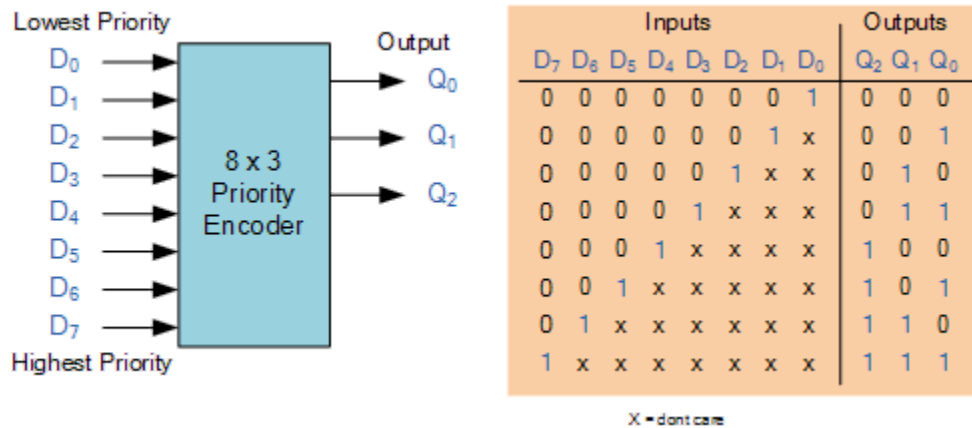 Lowest Priority
D₀
D₁
D₂
D₃
D₄
D₅
D₆
D₇
Highest Priority
8 x 3
Priority
Encoder
Output
Q₀
Q₁
Q₂
Inputs Outputs
D₇ D₆ D₅ D₄ D₃ D₂ D₁ D₀ Q₂ Q₁ Q₀
0 0 0 0 0 0 0 1 0 0 0
0 0 0 0 0 0 1 x 0 0 1
0 0 0 0 0 1 x x 0 1 0
0 0 0 0 1 x x x 0 1 1
0 0 0 1 x x x x 1 0 0
0 0 1 x x x x x 1 0 1
0 1 x x x x x x 1 1 0
1 x x x x x x x 1 1 1
X = dont care